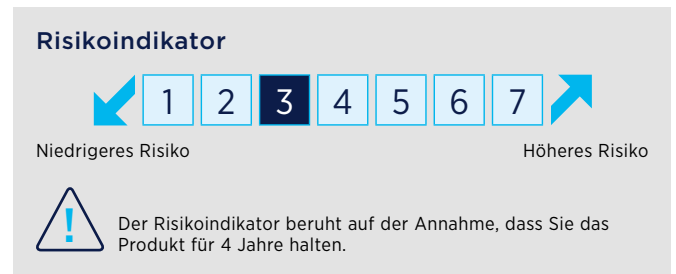 Risikoindikator
1 2 3 4 5 6 7
Niedrigeres Risiko
Höheres Risiko
!
Der Risikoindikator beruht auf der Annahme, dass Sie das
Produkt für 4 Jahre halten.